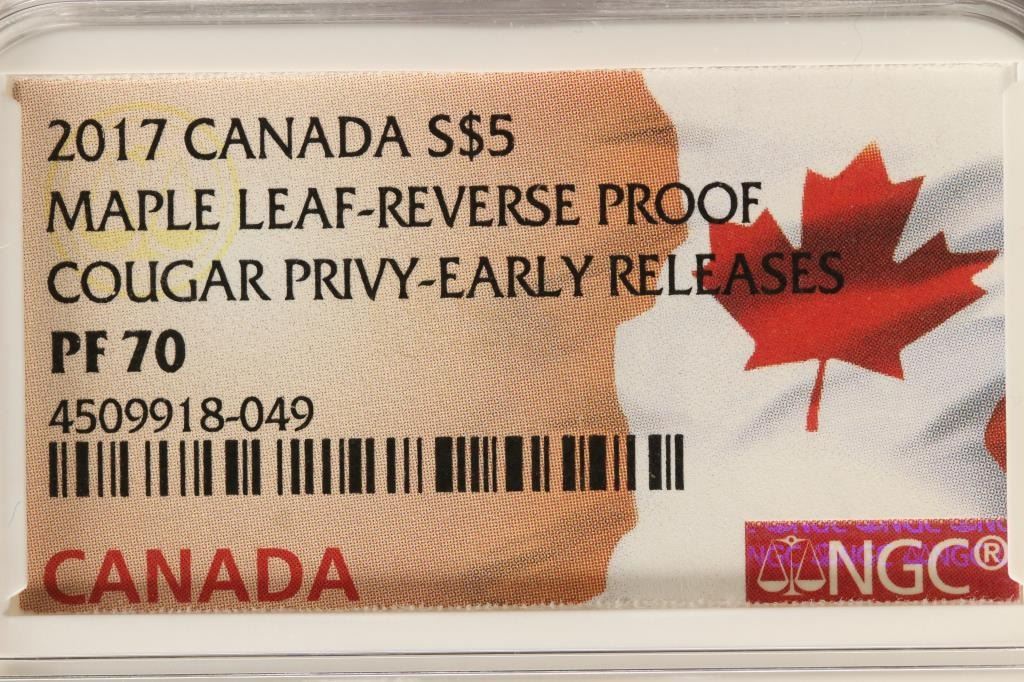 2017 CANADA S$5
MAPLE LEAF-REVERSE PROOF
COUGAR PRIVY-EARLY RELEASES
PF 70
4509918-049
CANADA
NGC®